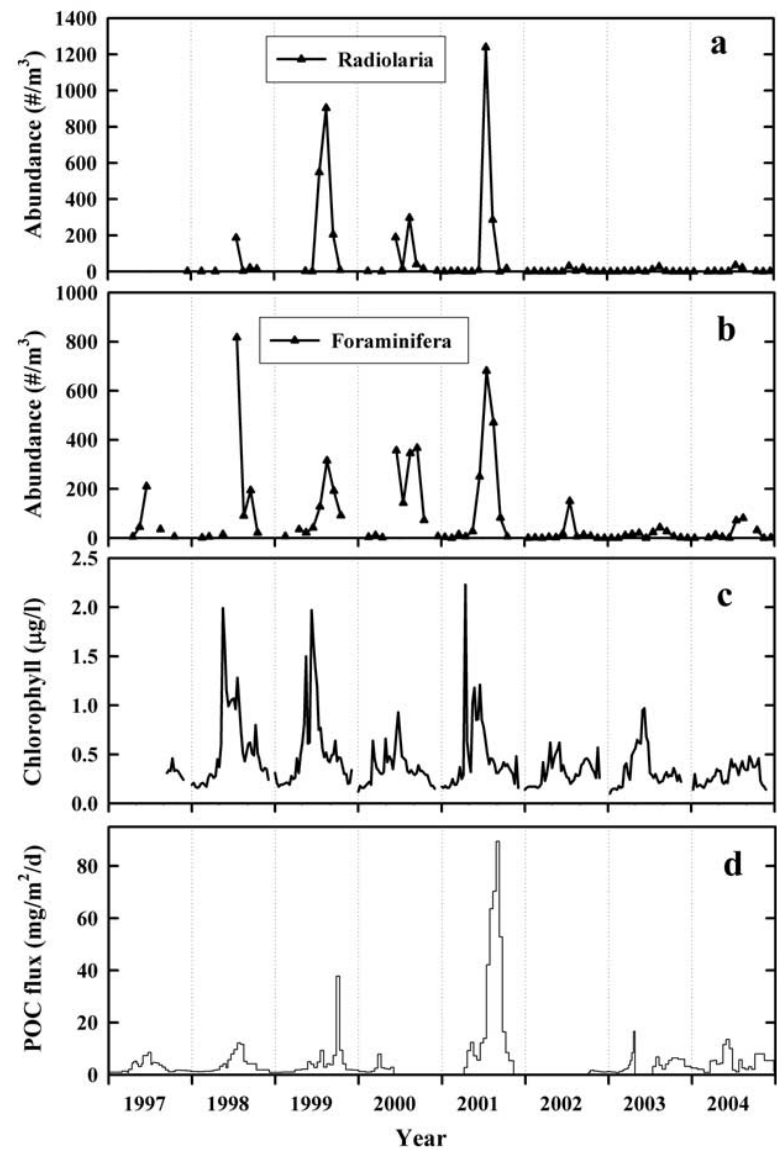 1400
1200
1000
800
600
400
200
0
Abundance (#/m³)
Radiolaria
a
1000
800
600
400
200
0
Abundance (#/m³)
Foraminifera
b
2.5
2.0
1.5
1.0
0.5
0.0
Chlorophyll (μg/l)
c
80
60
40
20
0
POC flux (mg/m²/d)
d
1997 1998 1999 2000 2001 2002 2003 2004
Year